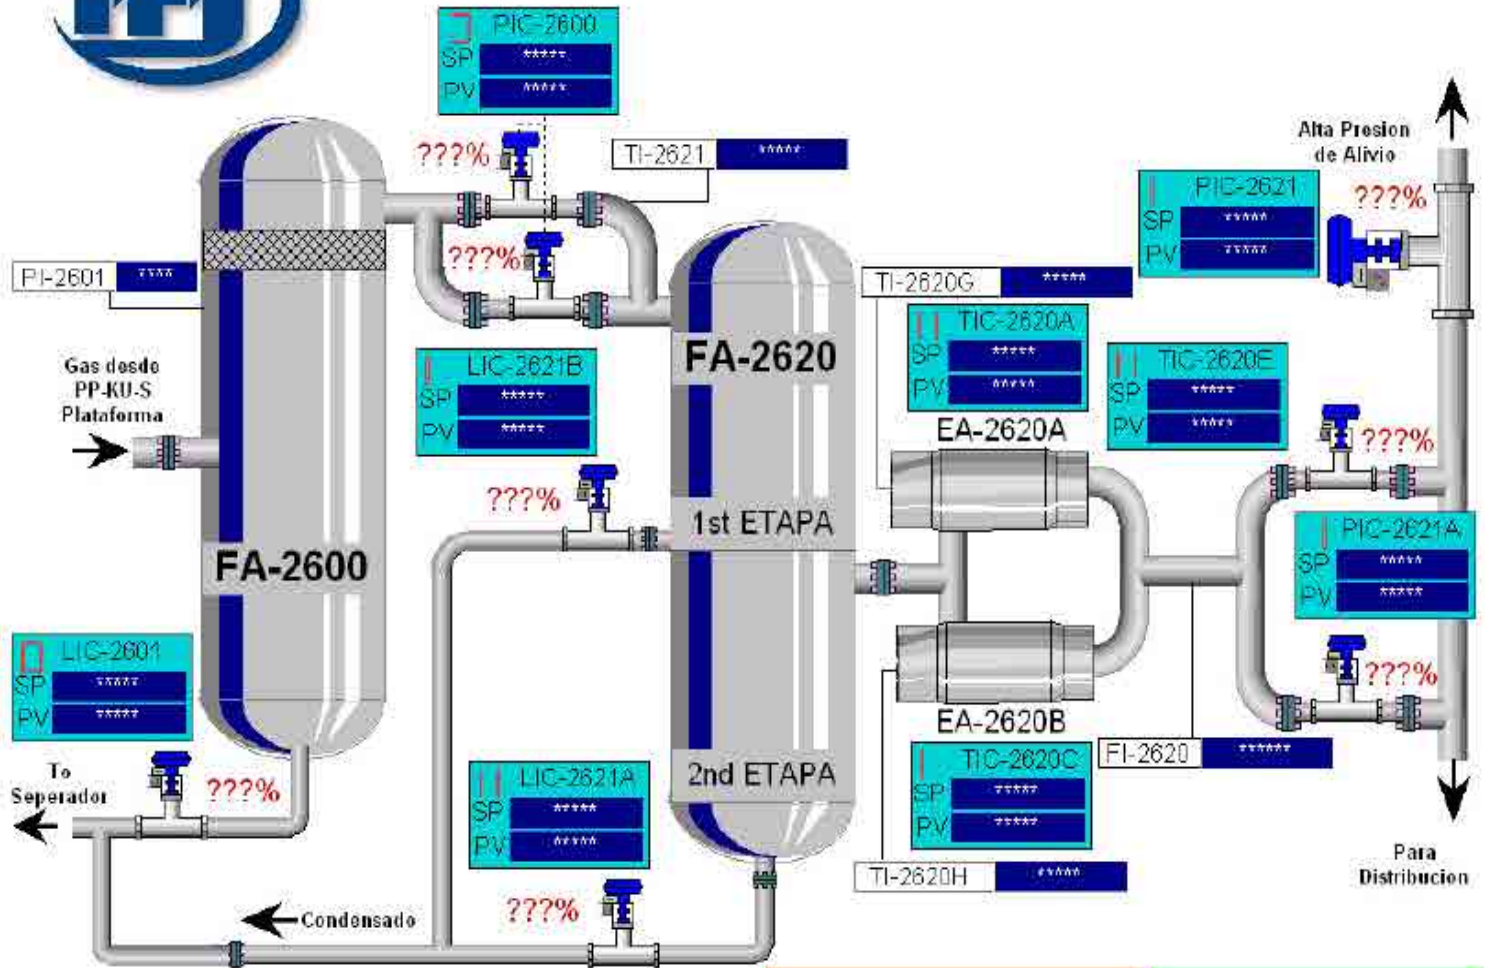 PIC-2600
SP *****
PV *****
???%
TI-2621 *****
???%
PI-2601 ****
Gas desde
PP-KU-S
Plataforma
FA-2600
LIC-2601
SP *****
PV *****
To
Seperador
???%
Condensado
LIC-2621B
SP *****
PV *****
???%
LIC-2621A
SP *****
PV *****
???%
FA-2620
1st ETAPA
2nd ETAPA
TI-2620G *****
TIC-2620A
SP *****
PV *****
EA-2620A
EA-2620B
TIC-2620C
SP *****
PV *****
TI-2620H *****
TIC-2620E
SP *****
PV *****
FI-2620 ******
Alta Presion
de Alivio
PIC-2621
SP *****
PV *****
???%
???%
PIC-2621A
SP *****
PV *****
???%
Para
Distribucion